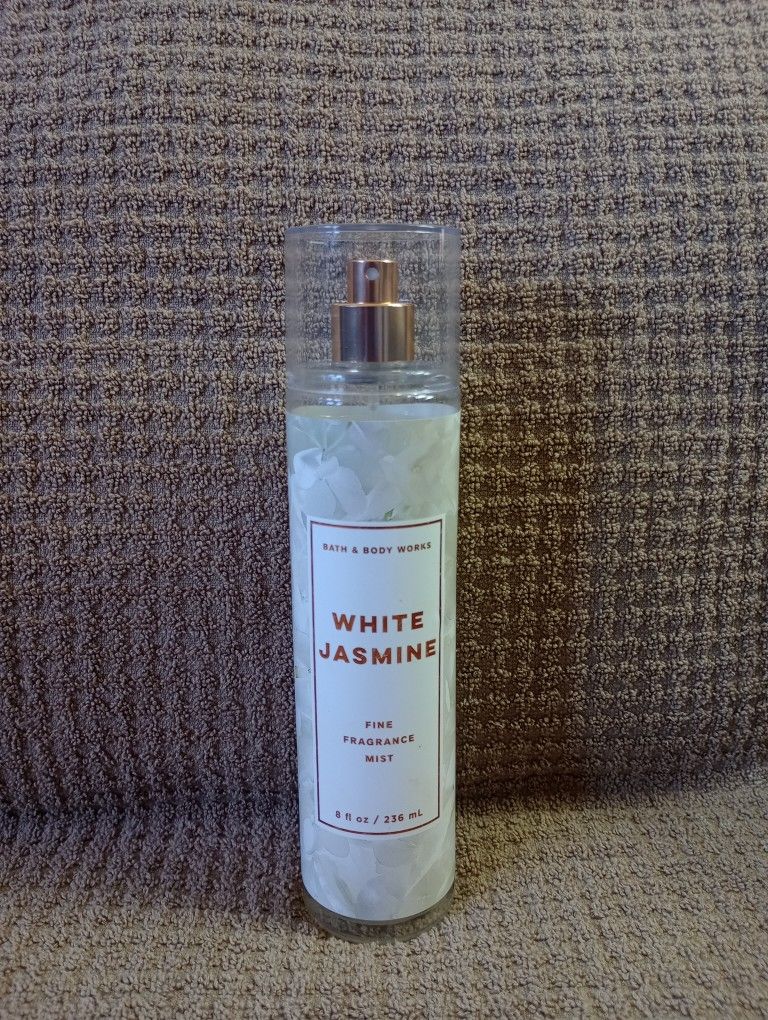 BATH & BODY WORKS
WHITE
JASMINE
FINE
FRAGRANCE
MIST
8 fl oz / 236 mL